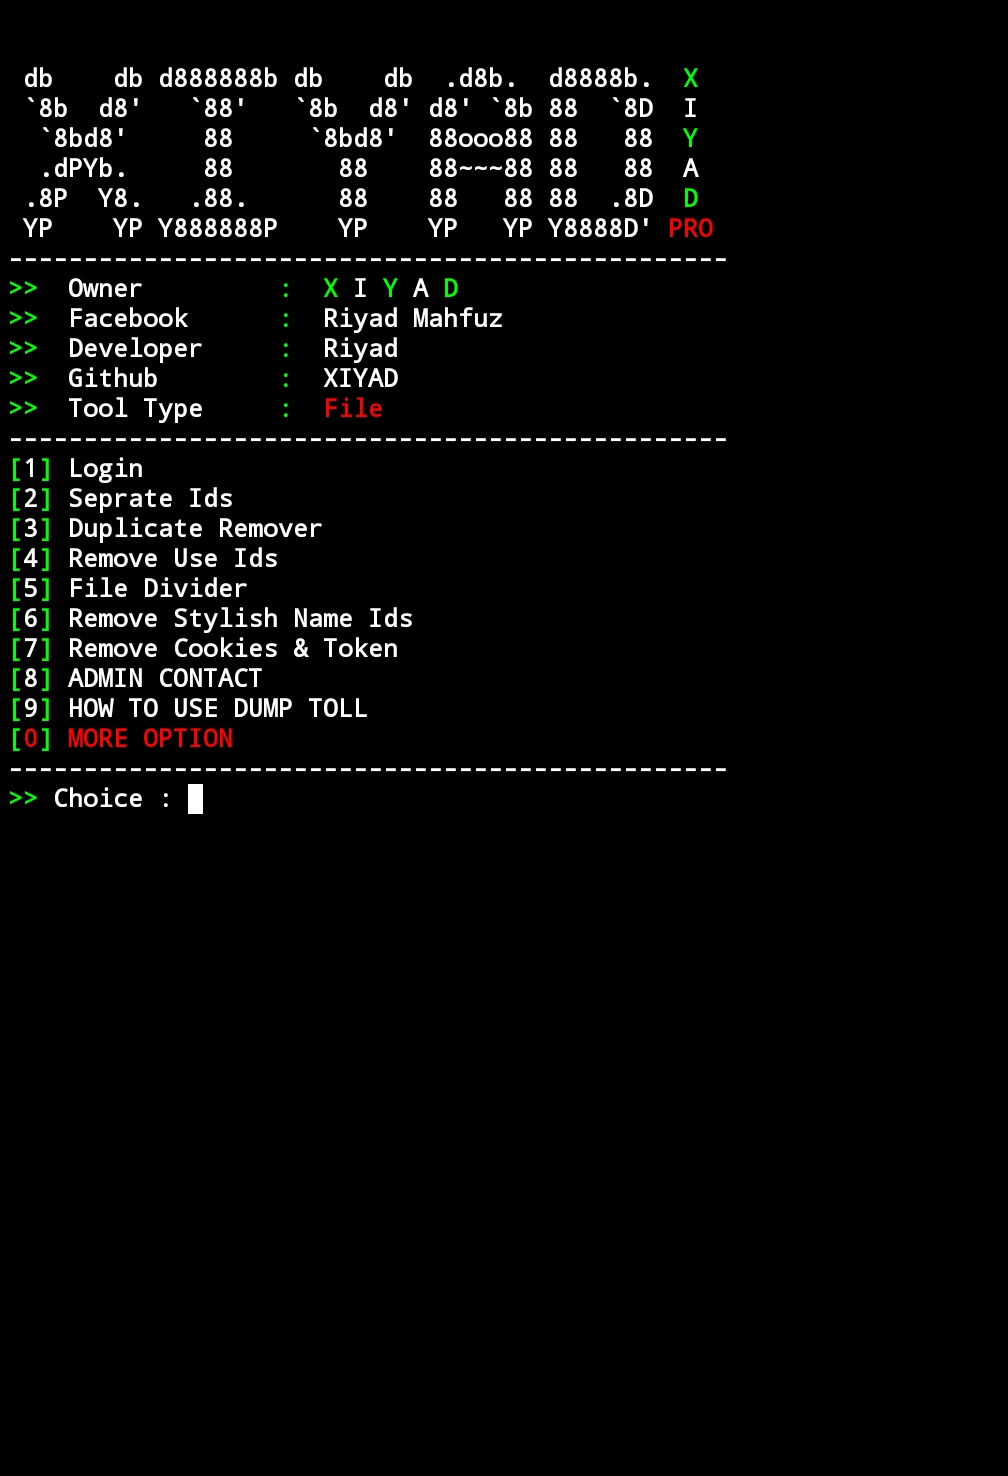 db    db d888888b db    db  .d8b.  d8888b.  X
`8b  d8'   `88'   `8b  d8' d8' `8b 88  `8D  I
 `8bd8'     88     `8bd8'  88ooo88 88   88  Y
 .dPYb.     88       88    88~~~88 88   88  A
.8P  Y8.   .88.      88    88   88 88  .8D  D
YP    YP Y888888P    YP    YP   YP Y8888D' PRO
------------------------------------------------
>>  Owner         :  X I Y A D
>>  Facebook      :  Riyad Mahfuz
>>  Developer     :  Riyad
>>  Github        :  XIYAD
>>  Tool Type     :  File
------------------------------------------------
[1] Login
[2] Seprate Ids
[3] Duplicate Remover
[4] Remove Use Ids
[5] File Divider
[6] Remove Stylish Name Ids
[7] Remove Cookies & Token
[8] ADMIN CONTACT
[9] HOW TO USE DUMP TOLL
[0] MORE OPTION
------------------------------------------------
>> Choice :